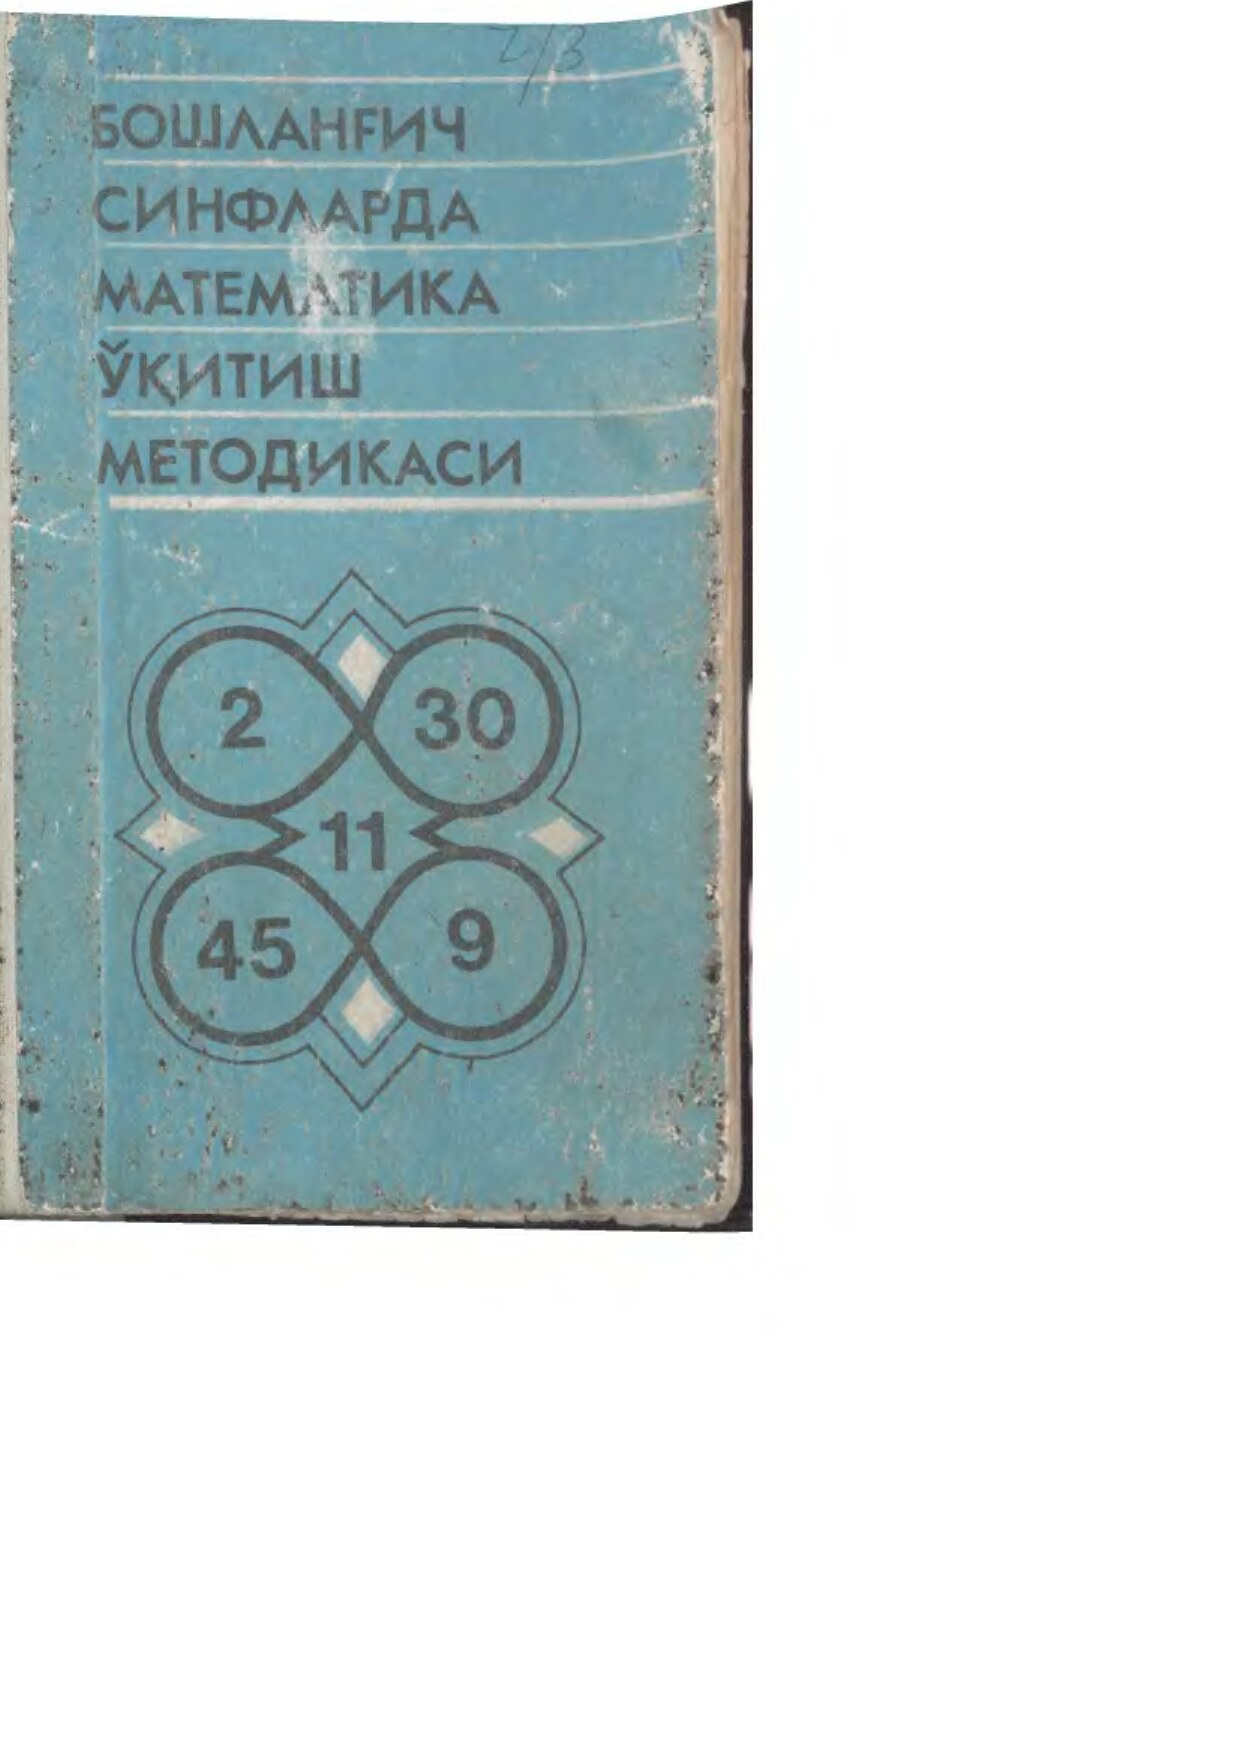 БОШЛАНҒИЧ
СИНФЛАРДА
МАТЕМАТИКА
ЎҚИТИШ
МЕТОДИКАСИ
2 30
11
45 9